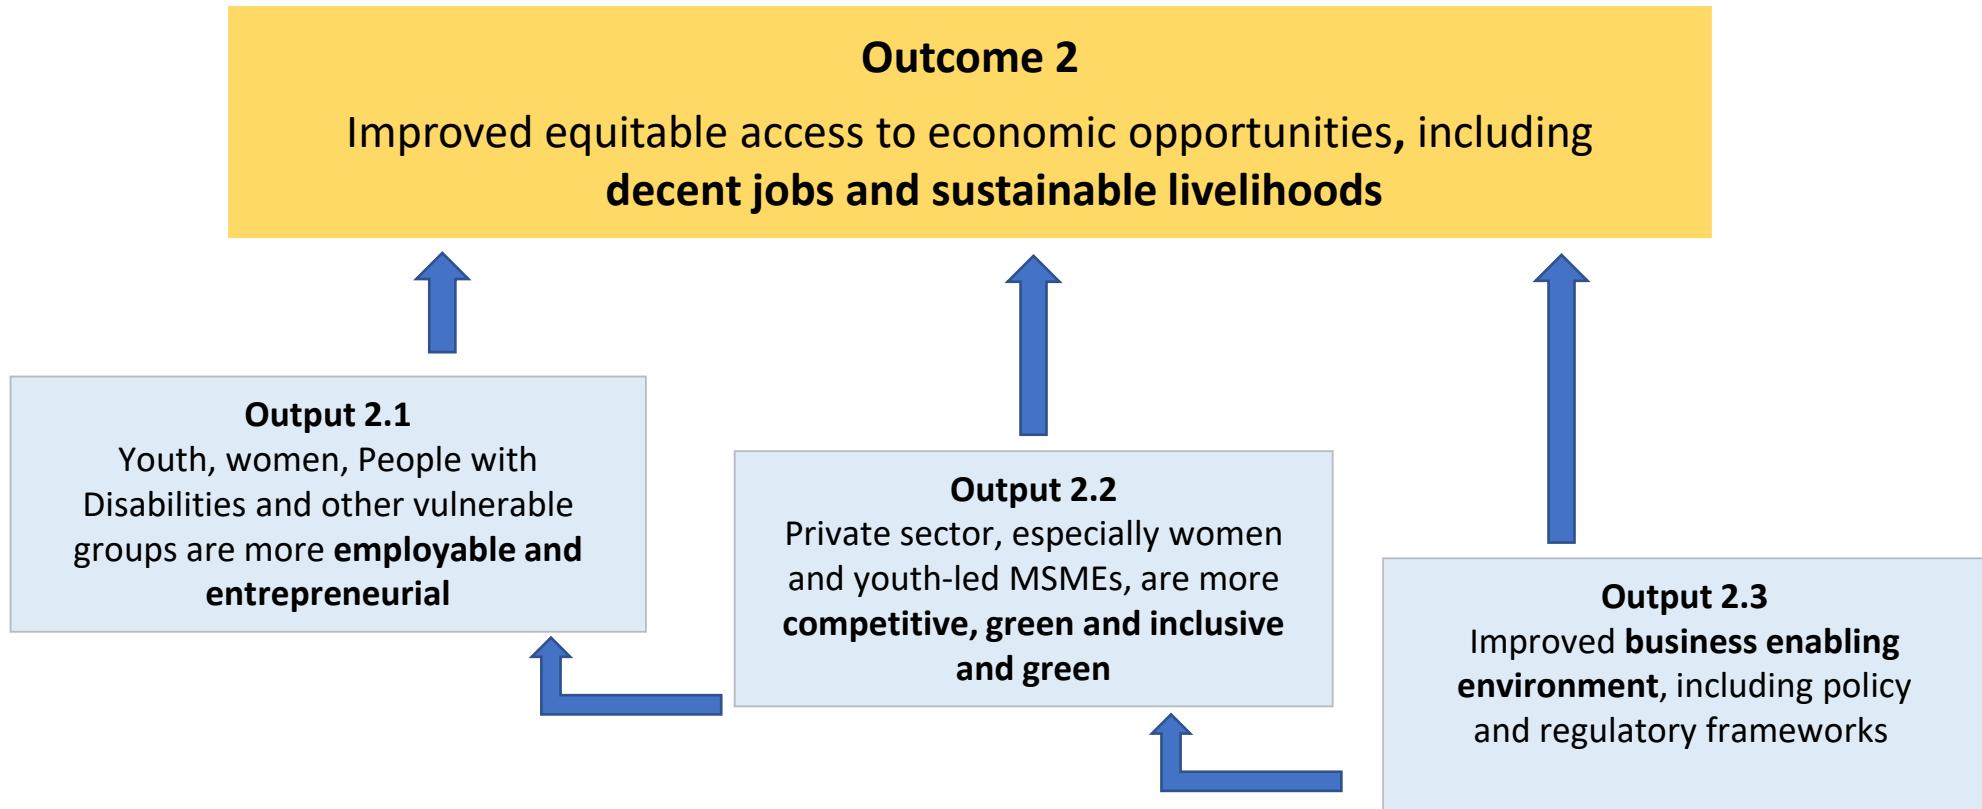 Outcome 2
Improved equitable access to economic opportunities, including
decent jobs and sustainable livelihoods
Output 2.1
Youth, women, People with
Disabilities and other vulnerable
groups are more employable and
entrepreneurial
Output 2.2
Private sector, especially women
and youth-led MSMEs, are more
competitive, green and inclusive
and green
Output 2.3
Improved business enabling
environment, including policy
and regulatory frameworks